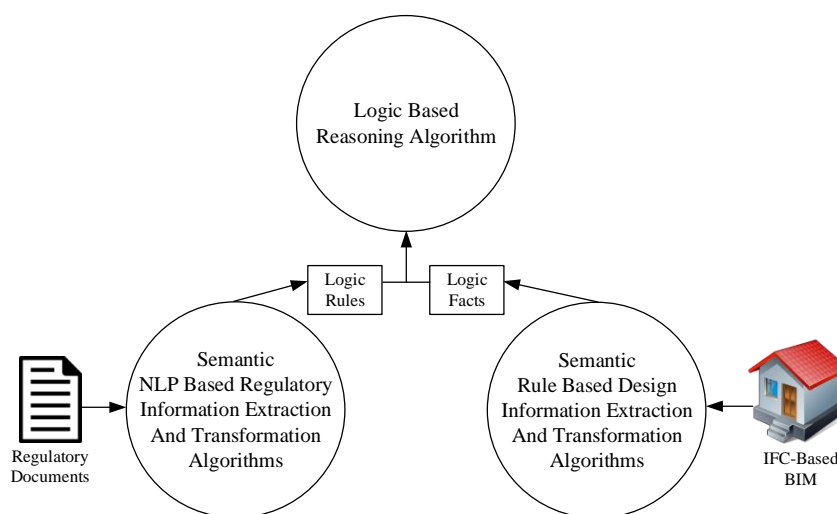 Logic Based
Reasoning Algorithm
Logic
Rules
Logic
Facts
Semantic
NLP Based Regulatory
Information Extraction
And Transformation
Algorithms
Semantic
Rule Based Design
Information Extraction
And Transformation
Algorithms
Regulatory
Documents
IFC-Based
BIM